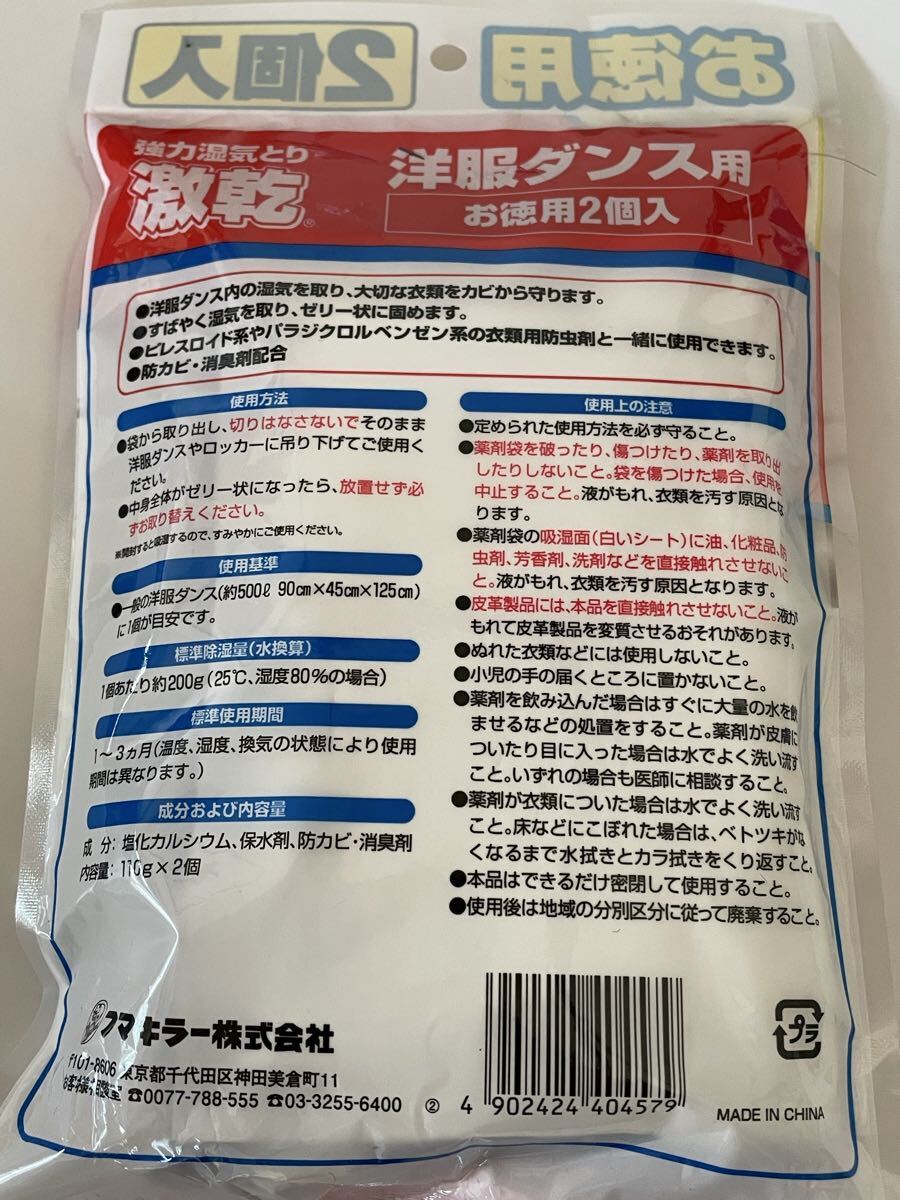 お徳用 2個入
強力湿気とり
激乾®
洋服ダンス用
お徳用2個入
●洋服ダンス内の湿気を取り、大切な衣類をカビから守ります。
●すばやく湿気を取り、ゼリー状に固めます。
●ピレスロイド系やパラジクロルベンゼン系の衣類用防虫剤と一緒に使用できます。
●防カビ・消臭剤配合
使用方法
●袋から取り出し、切りはなさないでそのまま
洋服ダンスやロッカーに吊り下げてご使用く
ださい。
●中身全体がゼリー状になったら、放置せず必
ずお取り替えください。
※開封すると吸湿するので、すみやかにご使用ください。
使用基準
●一般の洋服ダンス(約500ℓ 90cm×45cm×125cm)
に1個が目安です。
標準除湿量(水換算)
1個あたり約200g(25℃、湿度80%の場合)
標準使用期間
1〜3ヵ月(温度、湿度、換気の状態により使用
期間は異なります。)
成分および内容量
成 分: 塩化カルシウム、保水剤、防カビ・消臭剤
内容量: 110g×2個
使用上の注意
●定められた使用方法を必ず守ること。
●薬剤袋を破ったり、傷つけたり、薬剤を取り出
したりしないこと。袋を傷つけた場合、使用を
中止すること。液がもれ、衣類を汚す原因とな
ります。
●薬剤袋の吸湿面(白いシート)に油、化粧品、防
虫剤、芳香剤、洗剤などを直接触れさせないこ
と。液がもれ、衣類を汚す原因となります。
●皮革製品には、本品を直接触れさせないこと。液が
もれて皮革製品を変質させるおそれがあります。
●ぬれた衣類などには使用しないこと。
●小児の手の届くところに置かないこと。
●薬剤を飲み込んだ場合はすぐに大量の水を飲
ませるなどの処置をすること。薬剤が皮膚に
ついたり目に入った場合は水でよく洗い流す
こと。いずれの場合も医師に相談すること。
●薬剤が衣類についた場合は水でよく洗い流す
こと。床などにこぼれた場合は、ベトツキがな
くなるまで水拭きとカラ拭きをくり返すこと。
●本品はできるだけ密閉して使用すること。
●使用後は地域の分別区分に従って廃棄すること。
フマキラー株式会社
〒101-8606 東京都千代田区神田美倉町11
お客様相談室 ☎0077-788-555 ☎03-3255-6400
②
4 902424 404579
プラ
MADE IN CHINA